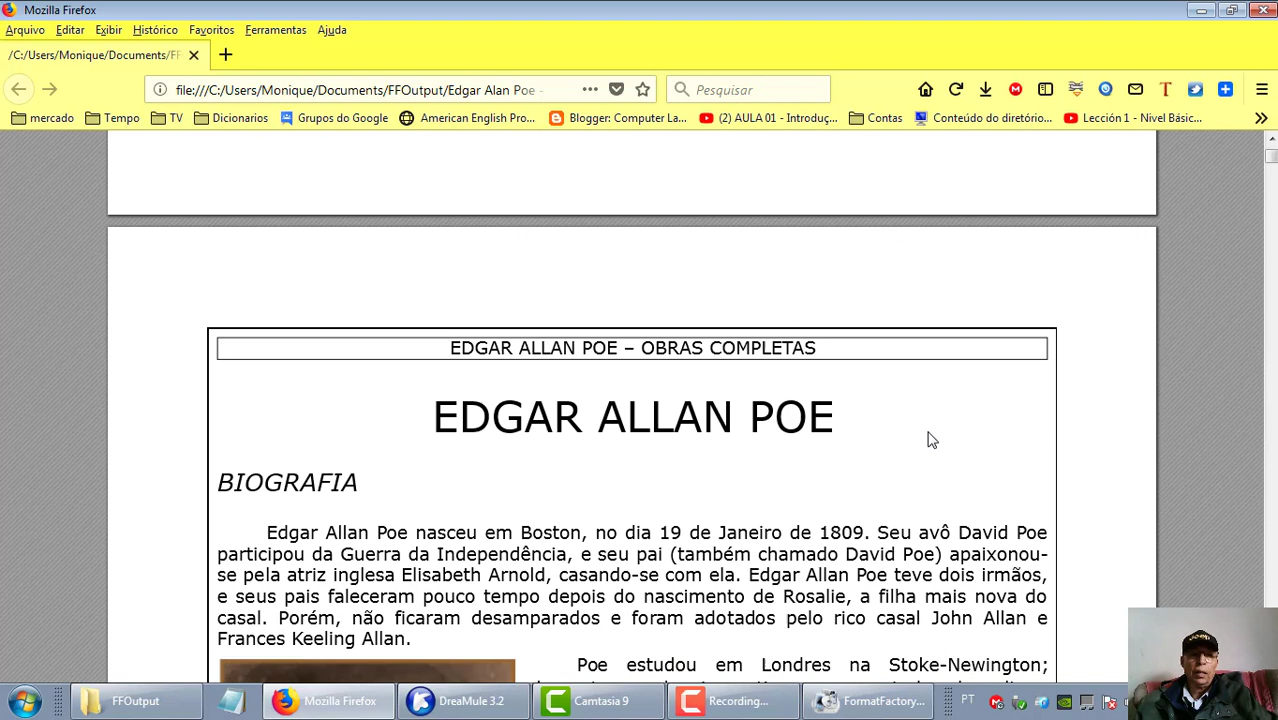 Mozilla Firefox
Arquivo Editar Exibir Histórico Favoritos Ferramentas Ajuda
/C:/Users/Monique/Documents/FF
file:///C:/Users/Monique/Documents/FFOutput/Edgar Alan Poe - Pesquisar
mercado Tempo TV Dicionarios Grupos do Google American English Pro... Blogger: Computer La... (2) AULA 01 - Introduç... Contas Conteúdo do diretório... Lección 1 - Nivel Básic...
EDGAR ALLAN POE – OBRAS COMPLETAS
EDGAR ALLAN POE
BIOGRAFIA
Edgar Allan Poe nasceu em Boston, no dia 19 de Janeiro de 1809. Seu avô David Poe
participou da Guerra da Independência, e seu pai (também chamado David Poe) apaixonou-
se pela atriz inglesa Elisabeth Arnold, casando-se com ela. Edgar Allan Poe teve dois irmãos,
e seus pais faleceram pouco tempo depois do nascimento de Rosalie, a filha mais nova do
casal. Porém, não ficaram desamparados e foram adotados pelo rico casal John Allan e
Frances Keeling Allan.
Poe estudou em Londres na Stoke-Newington;
FFOutput Mozilla Firefox DreaMule 3.2 Camtasia 9 Recording... FormatFactory... PT